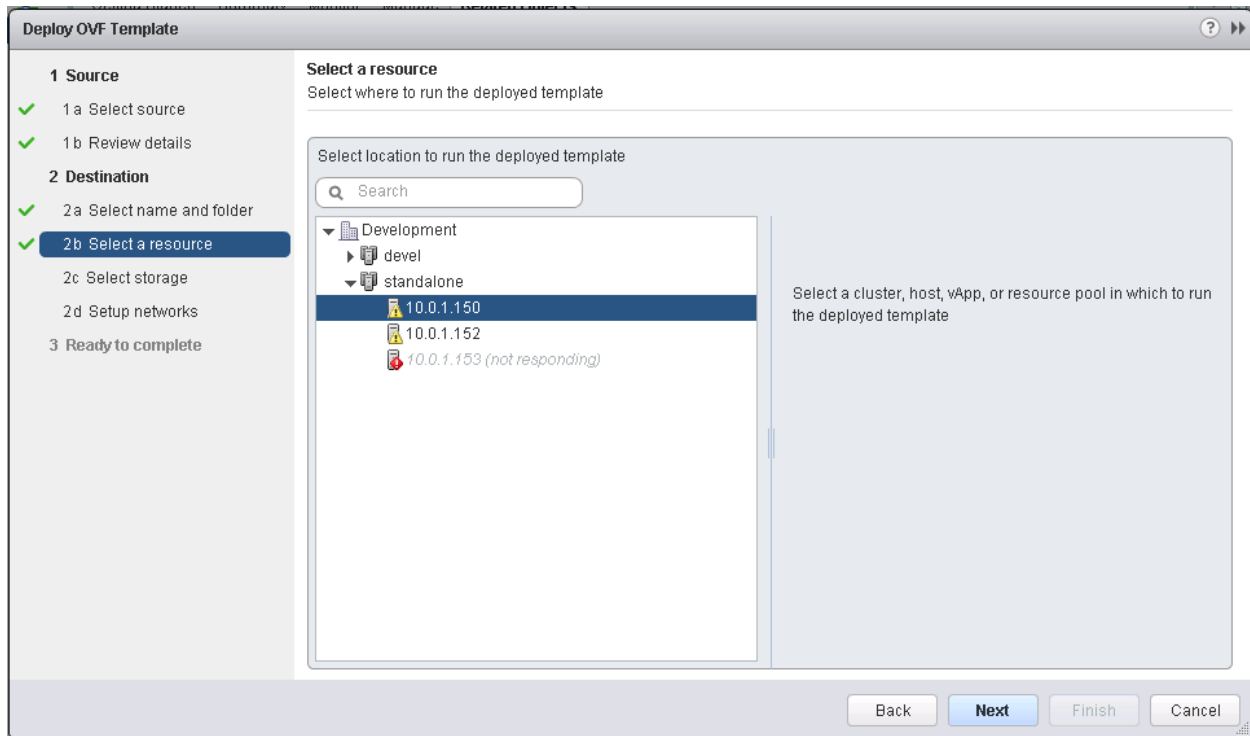 Summary
Manage
Related Objects
Deploy OVF Template
?
1 Source
1a Select source
1b Review details
2 Destination
2a Select name and folder
2b Select a resource
2c Select storage
2d Setup networks
3 Ready to complete
Select a resource
Select where to run the deployed template
Select location to run the deployed template
Search
Development
devel
standalone
10.0.1.150
10.0.1.152
10.0.1.153 (not responding)
Select a cluster, host, vApp, or resource pool in which to run
the deployed template
Back
Next
Finish
Cancel